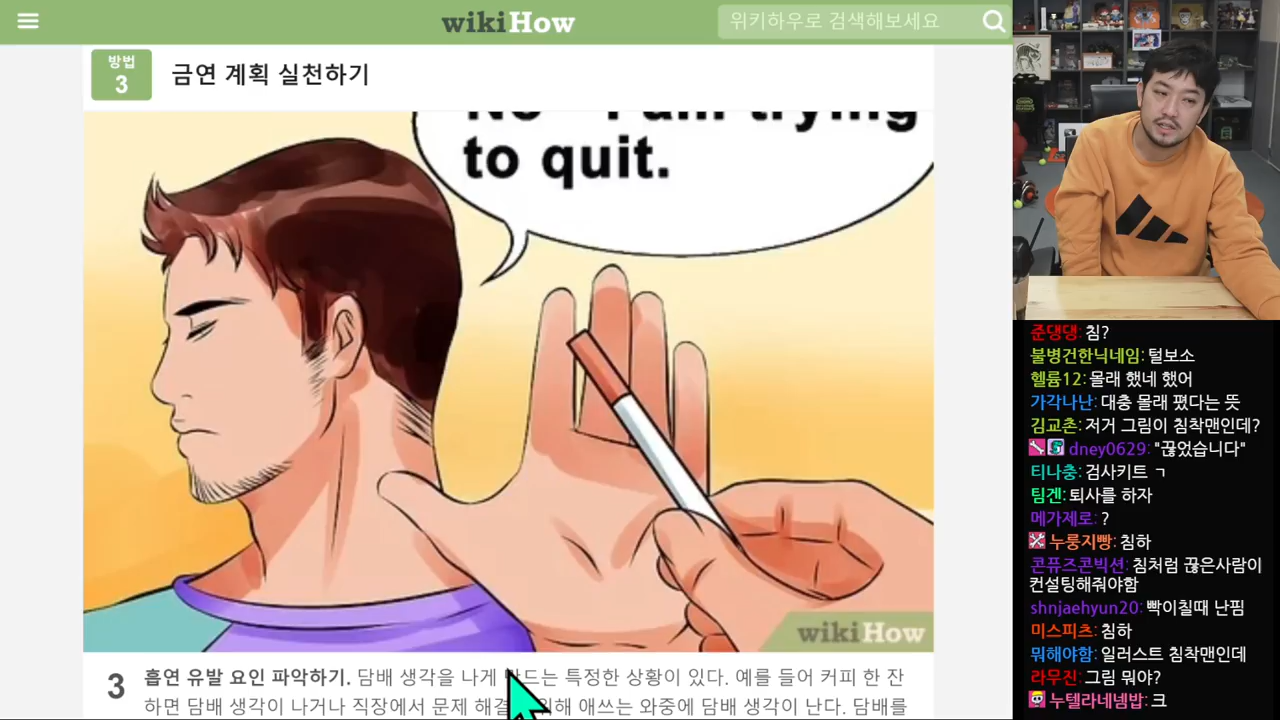 wikiHow
위키하우로 검색해보세요
방법
3
금연 계획 실천하기
No - I am trying
to quit.
wikiHow
3 흡연 유발 요인 파악하기. 담배 생각을 나게 만드는 특정한 상황이 있다. 예를 들어 커피 한 잔
하면 담배 생각이 나거나 직장에서 문제 해결을 위해 애쓰는 와중에 담배 생각이 난다. 담배를
준댕댕: 침?
불병건한닉네임: 털보소
헬륨12: 몰래 했네 했어
가각나난: 대충 몰래 폈다는 뜻
김교촌: 저거 그림이 침착맨인데?
dney0629: "끊었습니다"
티나충: 검사키트 ㄱ
팀겐: 퇴사를 하자
메가제로: ?
누룽지빵: 침하
콘퓨즈콘빅션: 침처럼 끊은사람이
컨설팅해줘야함
shnjaehyun20: 빡이칠때 난핌
미스피츠: 침하
뭐해야함: 일러스트 침착맨인데
라무진: 그림 뭐야?
누텔라네넴밥: 크